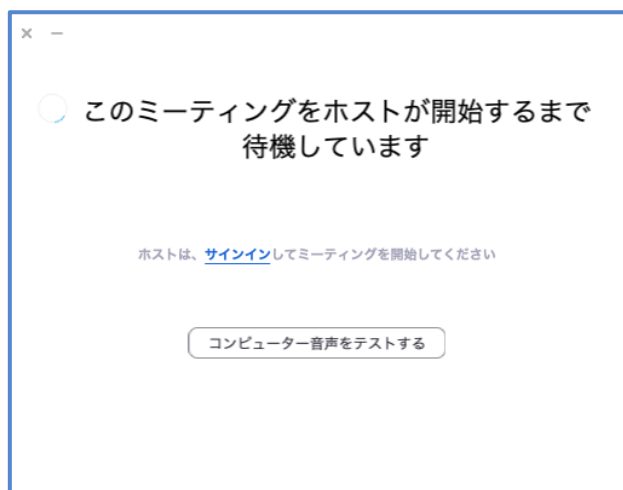 このミーティングをホストが開始するまで
待機しています
ホストは、サインインしてミーティングを開始してください
コンピューター音声をテストする